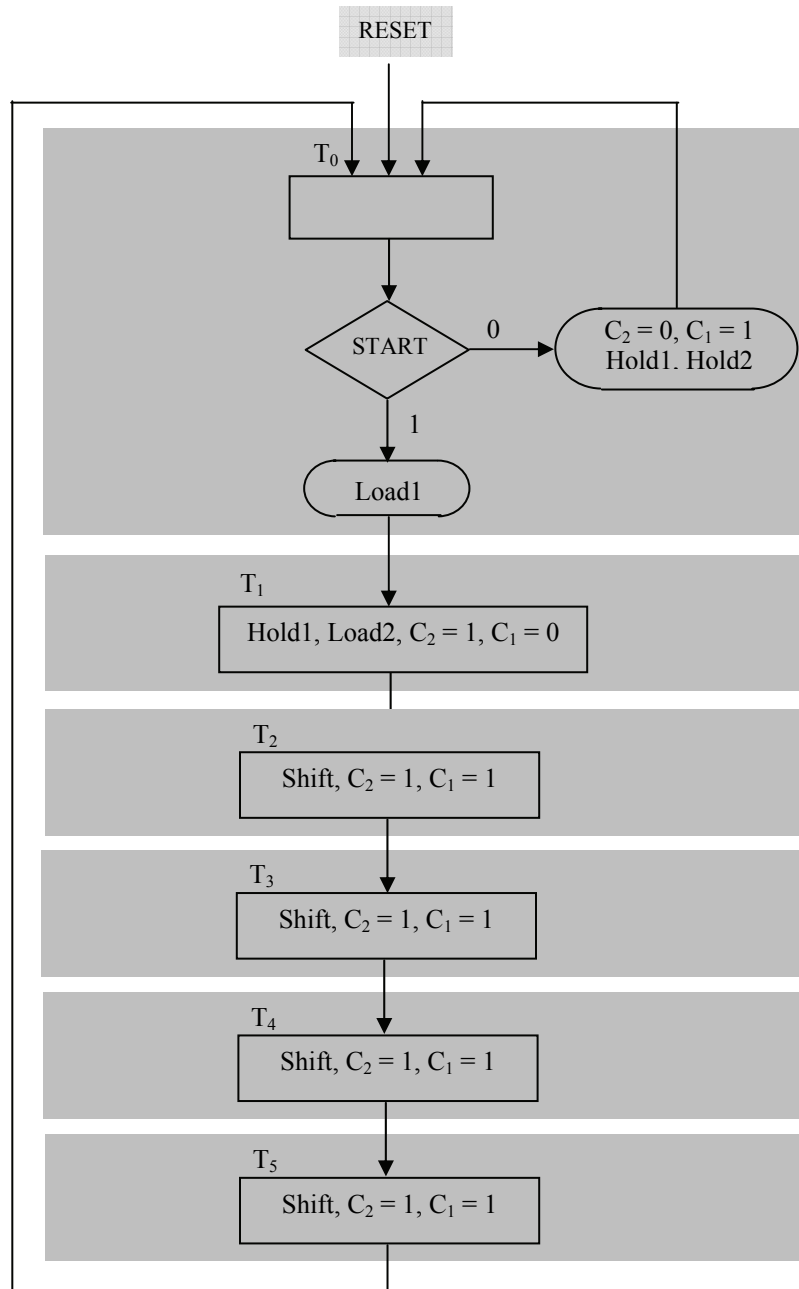 RESET
T₀
START
0
C₂ = 0, C₁ = 1
Hold1. Hold2
1
Load1
T₁
Hold1, Load2, C₂ = 1, C₁ = 0
T₂
Shift, C₂ = 1, C₁ = 1
T₃
Shift, C₂ = 1, C₁ = 1
T₄
Shift, C₂ = 1, C₁ = 1
T₅
Shift, C₂ = 1, C₁ = 1